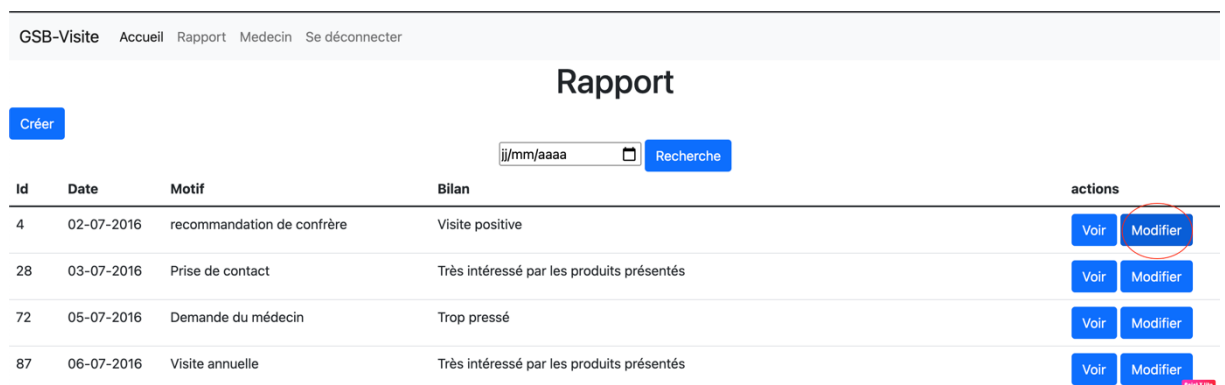 GSB-Visite Accueil Rapport Medecin Se déconnecter
Rapport
Créer
jj/mm/aaaa Recherche
Id Date Motif Bilan actions
4 02-07-2016 recommandation de confrère Visite positive Voir Modifier
28 03-07-2016 Prise de contact Très intéressé par les produits présentés Voir Modifier
72 05-07-2016 Demande du médecin Trop pressé Voir Modifier
87 06-07-2016 Visite annuelle Très intéressé par les produits présentés Voir Modifier